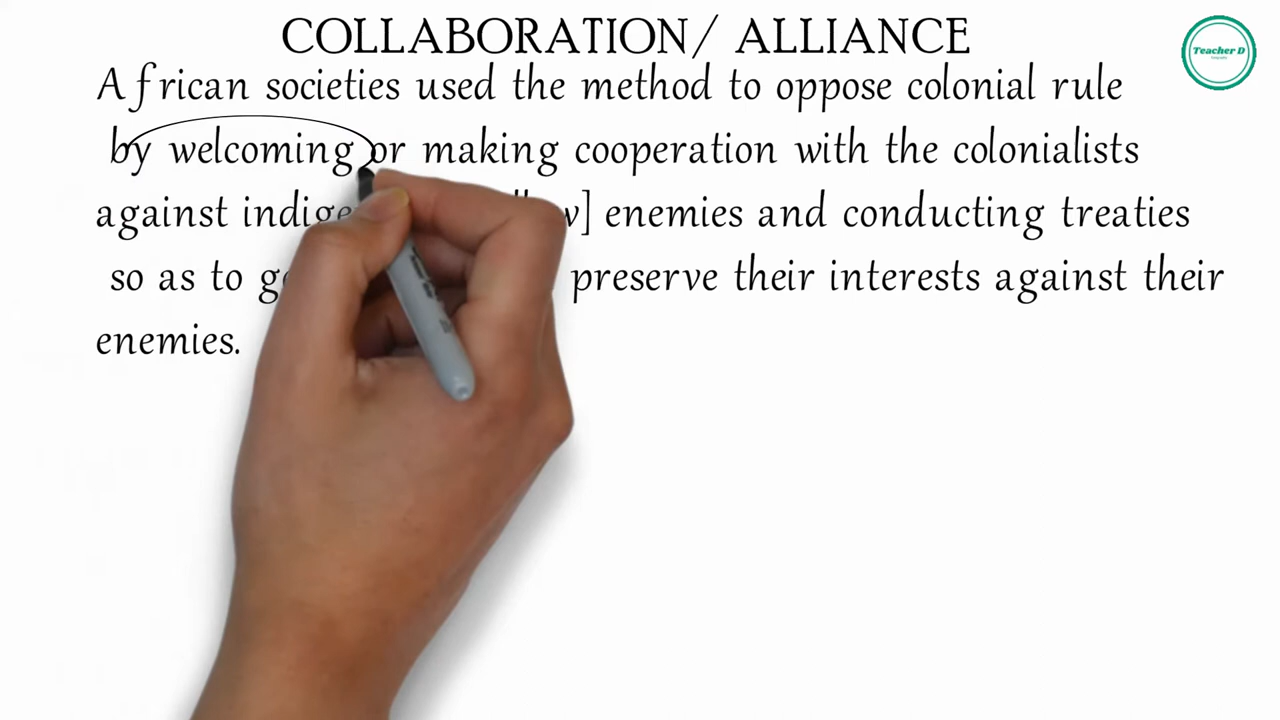 COLLABORATION/ ALLIANCE
Teacher D
African societies used the method to oppose colonial rule
by welcoming or making cooperation with the colonialists
against enemies and conducting treaties
so as to preserve their interests against their
enemies.